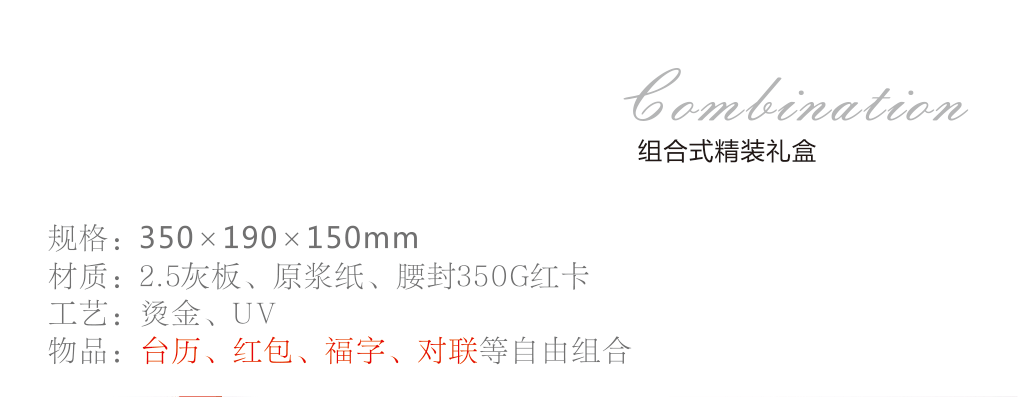 Combination
组合式精装礼盒
规格：350×190×150mm
材质：2.5灰板、原浆纸、腰封350G红卡
工艺：烫金、UV
物品：台历、红包、福字、对联等自由组合